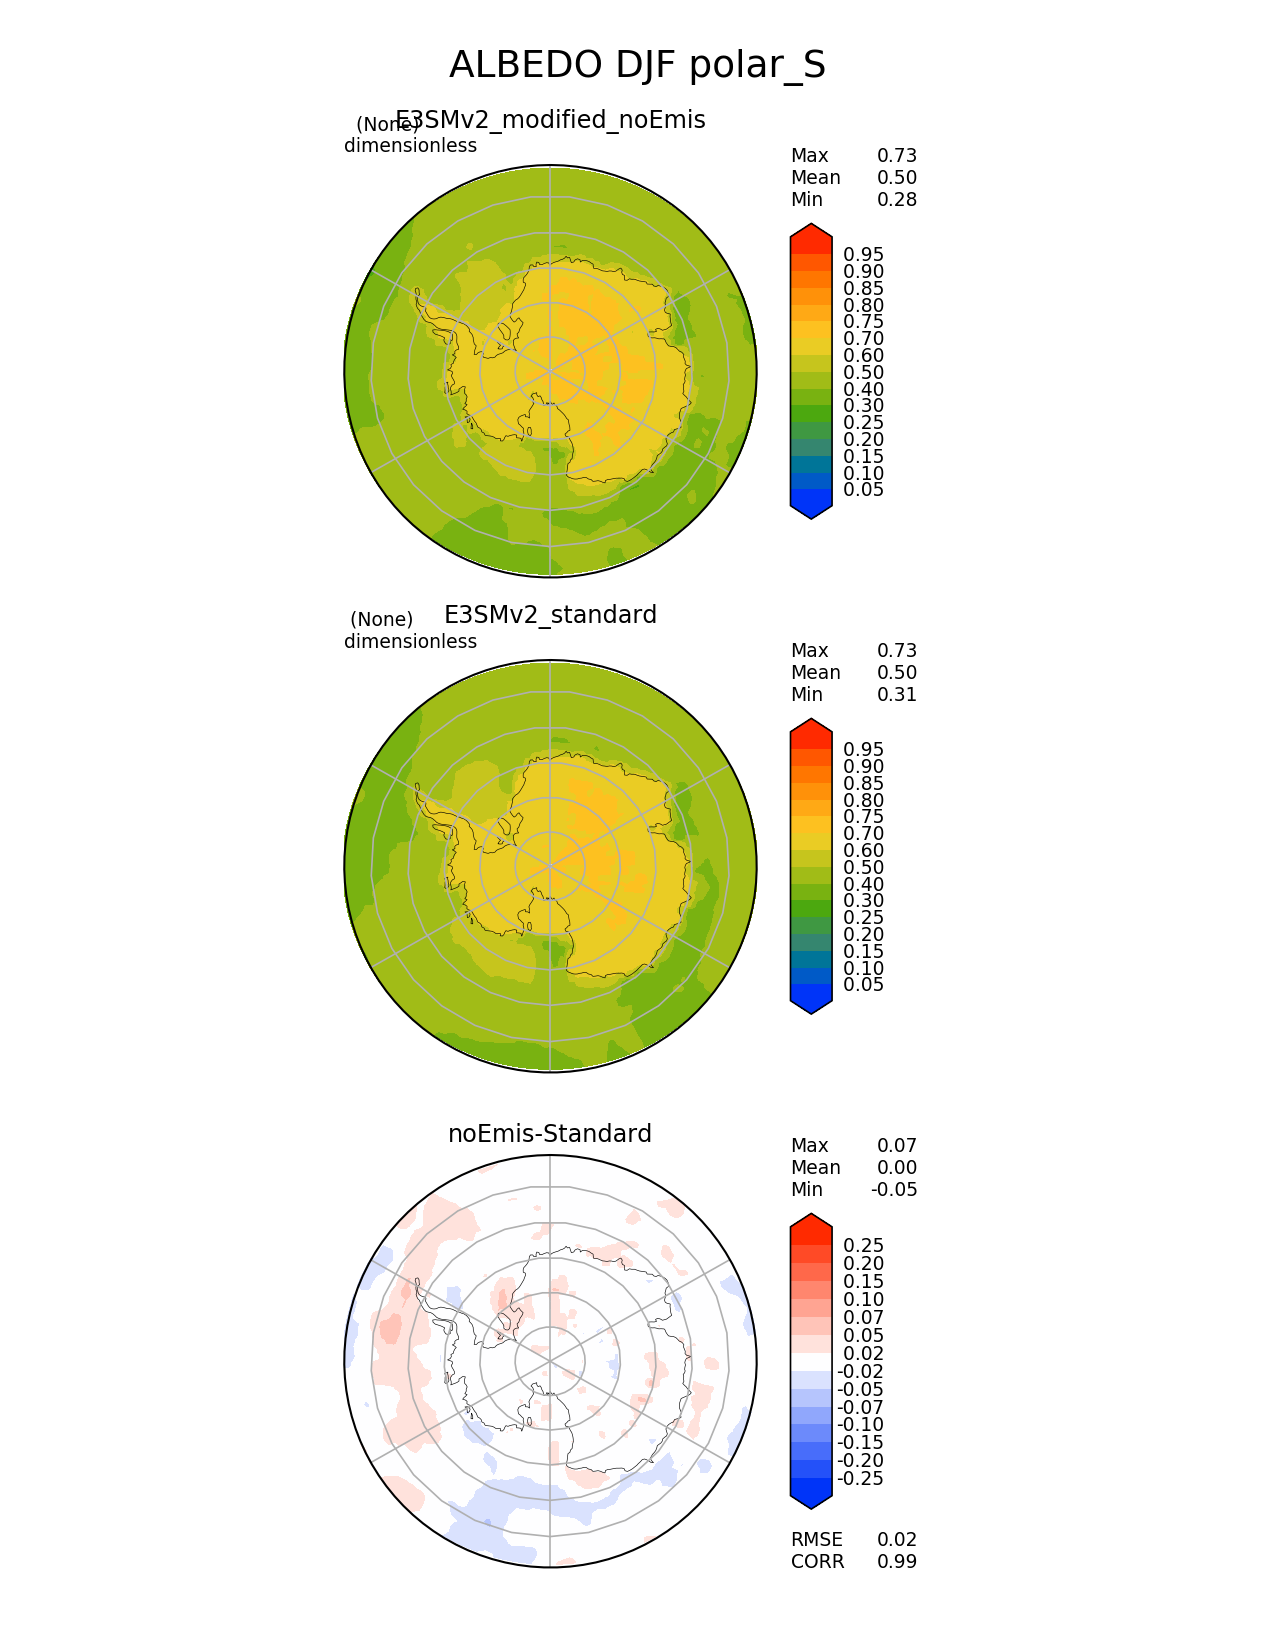 ALBEDO DJF polar_S
E3SMv2_modified_noEmis
(None)
dimensionless
Max 0.73
Mean 0.50
Min 0.28
0.95
0.90
0.85
0.80
0.75
0.70
0.60
0.50
0.40
0.30
0.25
0.20
0.15
0.10
0.05
E3SMv2_standard
(None)
dimensionless
Max 0.73
Mean 0.50
Min 0.31
0.95
0.90
0.85
0.80
0.75
0.70
0.60
0.50
0.40
0.30
0.25
0.20
0.15
0.10
0.05
noEmis-Standard
Max 0.07
Mean 0.00
Min -0.05
0.25
0.20
0.15
0.10
0.07
0.05
0.02
-0.02
-0.05
-0.07
-0.10
-0.15
-0.20
-0.25
RMSE 0.02
CORR 0.99